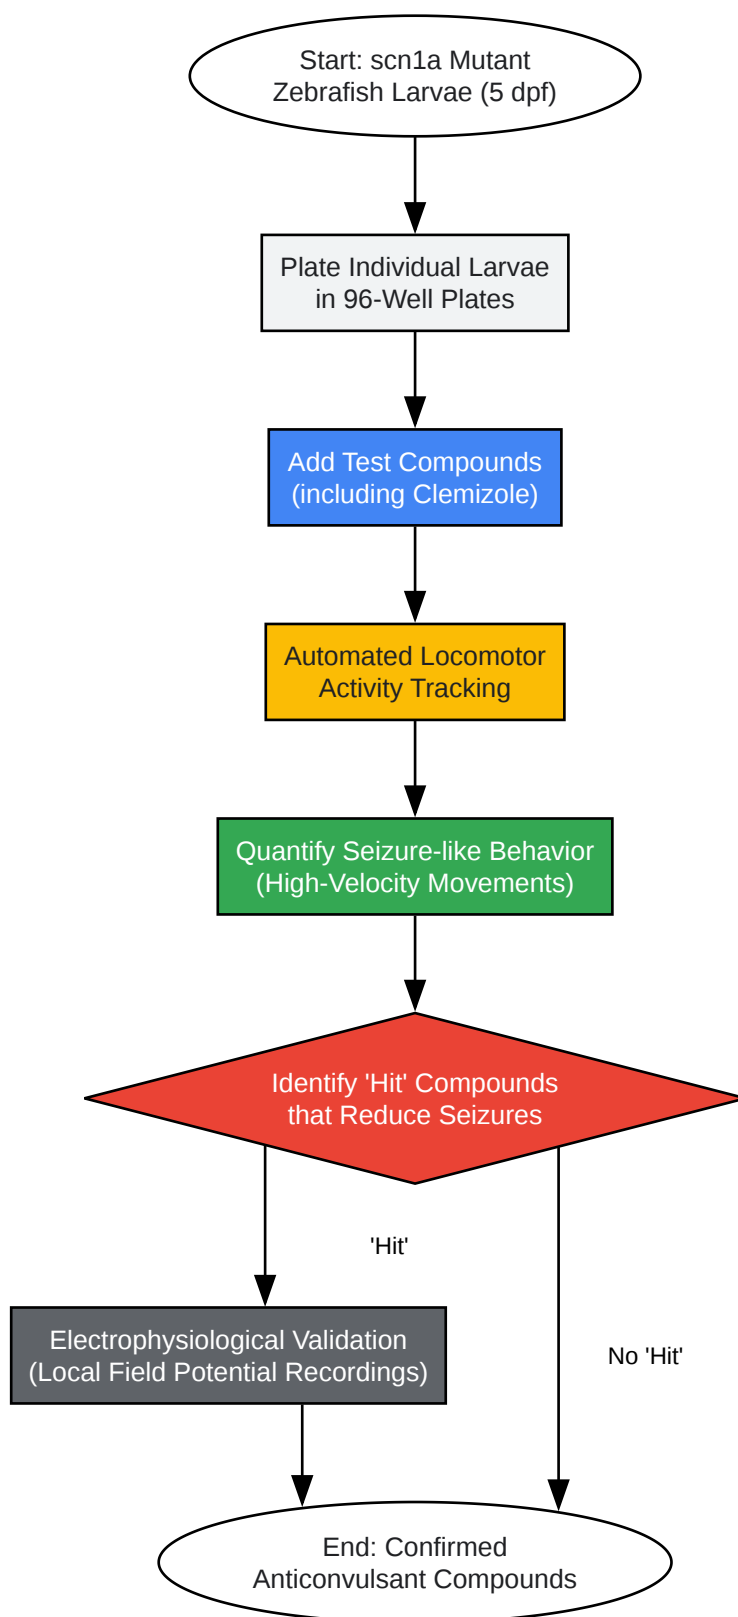 Start: scn1a Mutant
Zebrafish Larvae (5 dpf)
Plate Individual Larvae
in 96-Well Plates
Add Test Compounds
(including Clemizole)
Automated Locomotor
Activity Tracking
Quantify Seizure-like Behavior
(High-Velocity Movements)
Identify 'Hit' Compounds
that Reduce Seizures
'Hit'
Electrophysiological Validation
(Local Field Potential Recordings)
No 'Hit'
End: Confirmed
Anticonvulsant Compounds